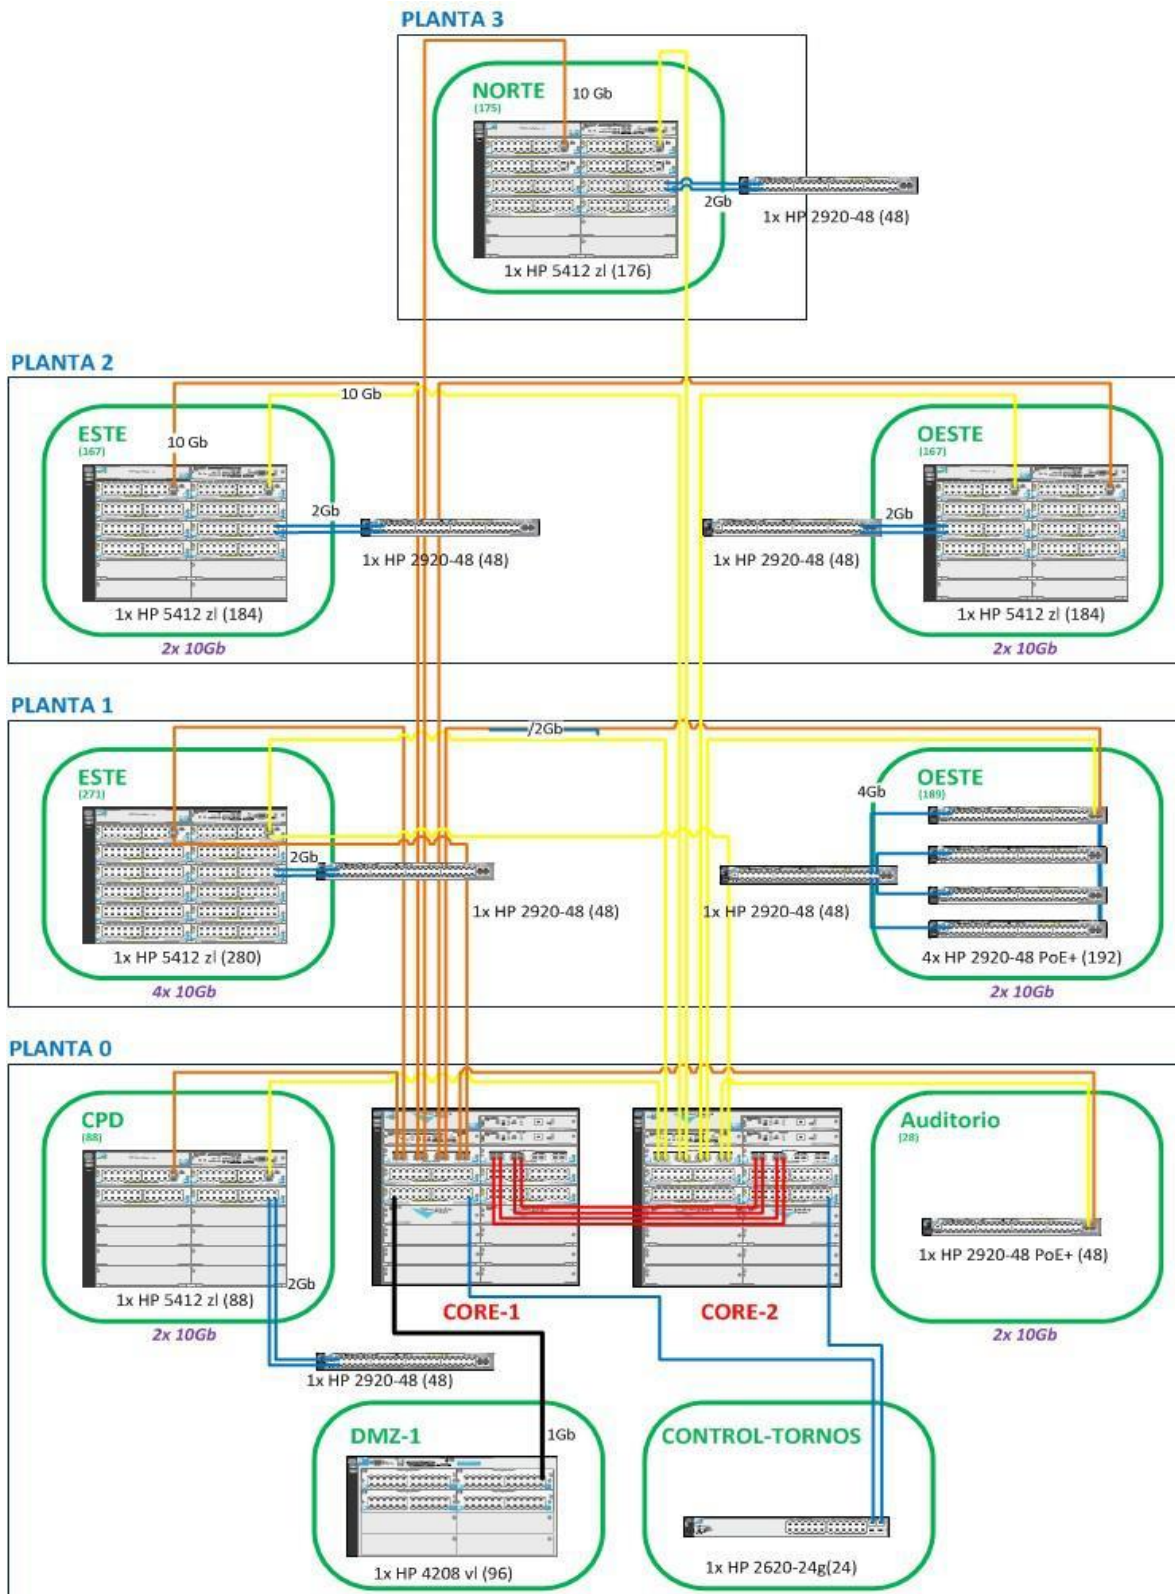 PLANTA 3
NORTE
(175)
10 Gb
2Gb
1x HP 2920-48 (48)
1x HP 5412 zl (176)
PLANTA 2
10 Gb
ESTE
(167)
10 Gb
OESTE
(167)
2Gb
2Gb
1x HP 2920-48 (48)
1x HP 2920-48 (48)
1x HP 5412 zl (184)
1x HP 5412 zl (184)
2x 10Gb
2x 10Gb
PLANTA 1
/2Gb
ESTE
(271)
OESTE
(189)
4Gb
2Gb
1x HP 2920-48 (48)
1x HP 2920-48 (48)
1x HP 5412 zl (280)
4x HP 2920-48 PoE+ (192)
4x 10Gb
2x 10Gb
PLANTA 0
CPD
(88)
Auditorio
(28)
1x HP 2920-48 PoE+ (48)
2Gb
1x HP 5412 zl (88)
CORE-1
CORE-2
2x 10Gb
2x 10Gb
1x HP 2920-48 (48)
DMZ-1
1Gb
CONTROL-TORNOS
1x HP 4208 vl (96)
1x HP 2620-24g(24)